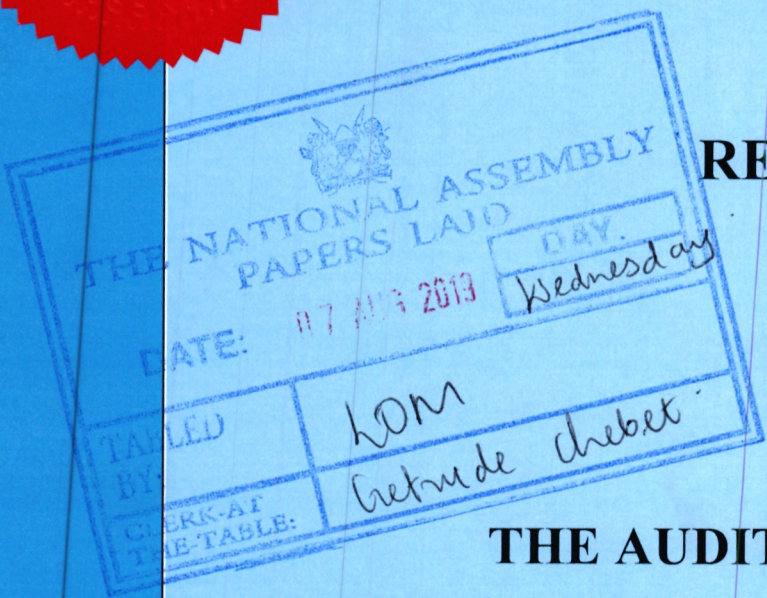 RE
THE NATIONAL ASSEMBLY
PAPERS LAID
DAY.
Wednesday
DATE: 07 AUG 2019
TABLED BY: LOM
CLERK-AT THE-TABLE: Getrude Chebet.
THE AUDIT